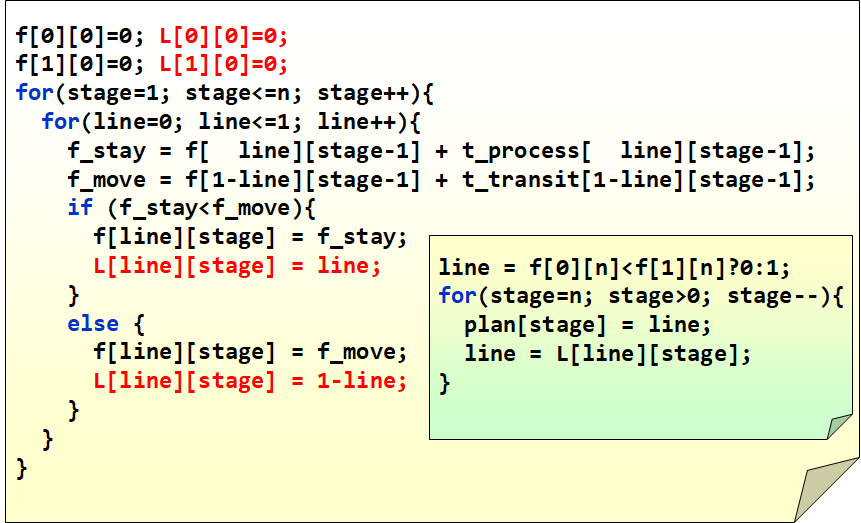 f[0][0]=0; L[0][0]=0;
f[1][0]=0; L[1][0]=0;
for(stage=1; stage<=n; stage++){
  for(line=0; line<=1; line++){
    f_stay = f[  line][stage-1] + t_process[  line][stage-1];
    f_move = f[1-line][stage-1] + t_transit[1-line][stage-1];
    if (f_stay<f_move){
      f[line][stage] = f_stay;
      L[line][stage] = line;
    }
    else {
      f[line][stage] = f_move;
      L[line][stage] = 1-line;
    }
  }
}
line = f[0][n]<f[1][n]?0:1;
for(stage=n; stage>0; stage--){
  plan[stage] = line;
  line = L[line][stage];
}